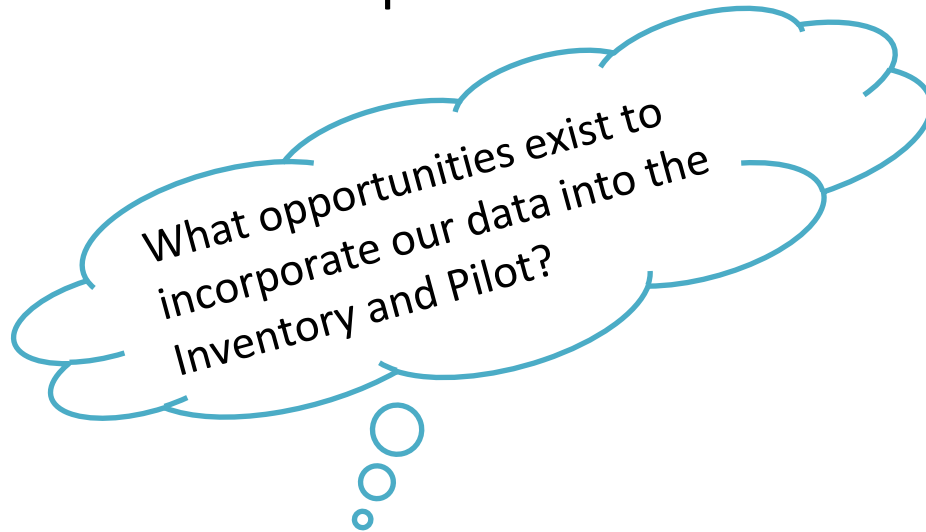 What opportunities exist to
incorporate our data into the
Inventory and Pilot?